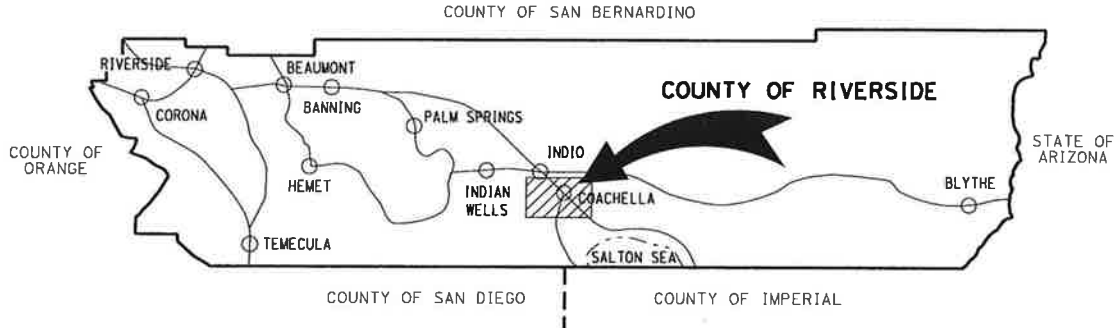 COUNTY OF SAN BERNARDINO
RIVERSIDE
BEAUMONT
CORONA
BANNING
COUNTY OF RIVERSIDE
PALM SPRINGS
COUNTY OF
ORANGE
HEMET
INDIO
STATE OF
ARIZONA
INDIAN
WELLS
COACHELLA
BLYTHE
TEMECULA
SALTON SEA
COUNTY OF SAN DIEGO
COUNTY OF IMPERIAL